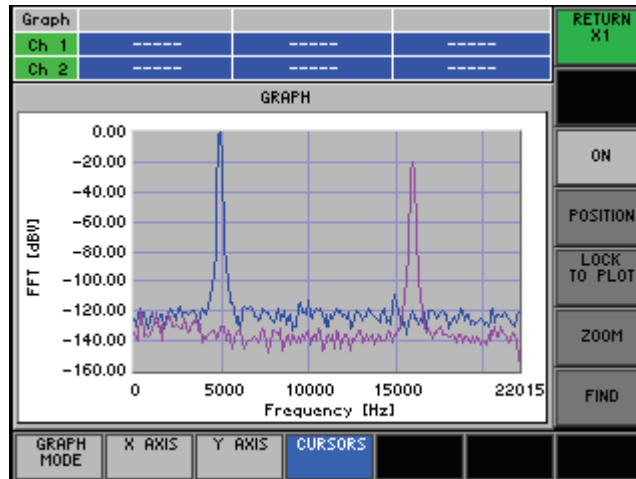 Graph
Ch 1 ----- ----- -----
Ch 2 ----- ----- -----
GRAPH
FFT [dBV]
0.00
-20.00
-40.00
-60.00
-80.00
-100.00
-120.00
-140.00
-160.00
0 5000 10000 15000 22015
Frequency [Hz]
RETURN
X1
ON
POSITION
LOCK
TO PLOT
ZOOM
FIND
GRAPH
MODE
X AXIS
Y AXIS
CURSORS